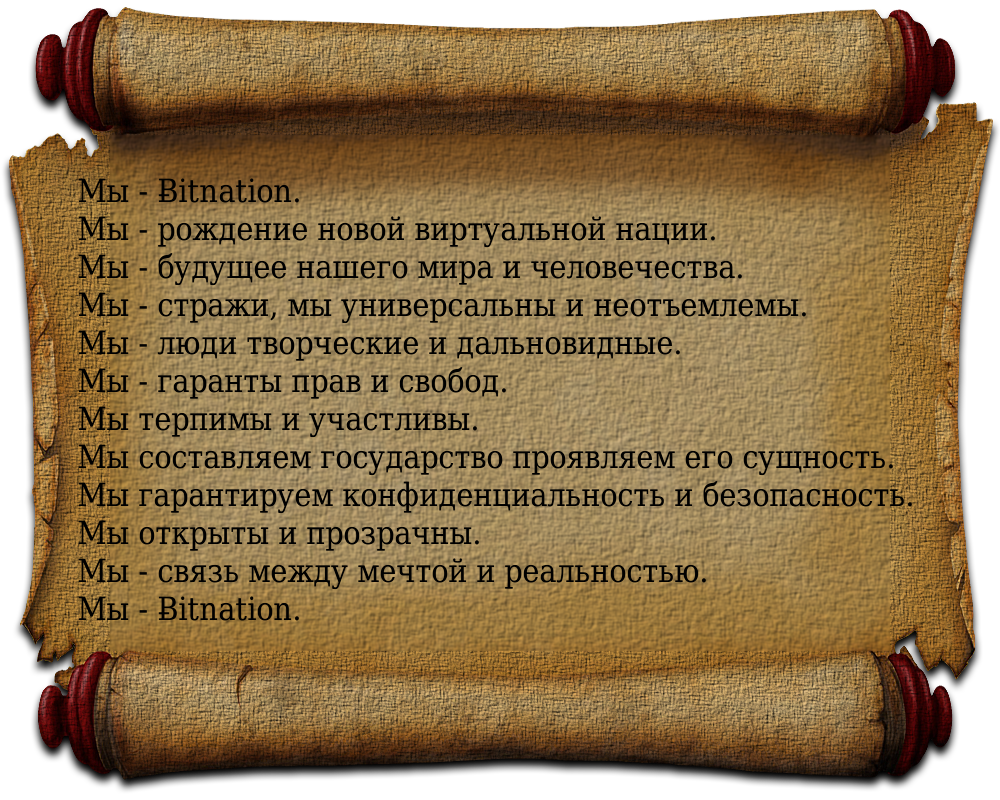 Мы - Ƀitnation.
Мы - рождение новой виртуальной нации.
Мы - будущее нашего мира и человечества.
Мы - стражи, мы универсальны и неотъемлемы.
Мы - люди творческие и дальновидные.
Мы - гаранты прав и свобод.
Мы терпимы и участливы.
Мы составляем государство проявляем его сущность.
Мы гарантируем конфиденциальность и безопасность.
Мы открыты и прозрачны.
Мы - связь между мечтой и реальностью.
Мы - Ƀitnation.